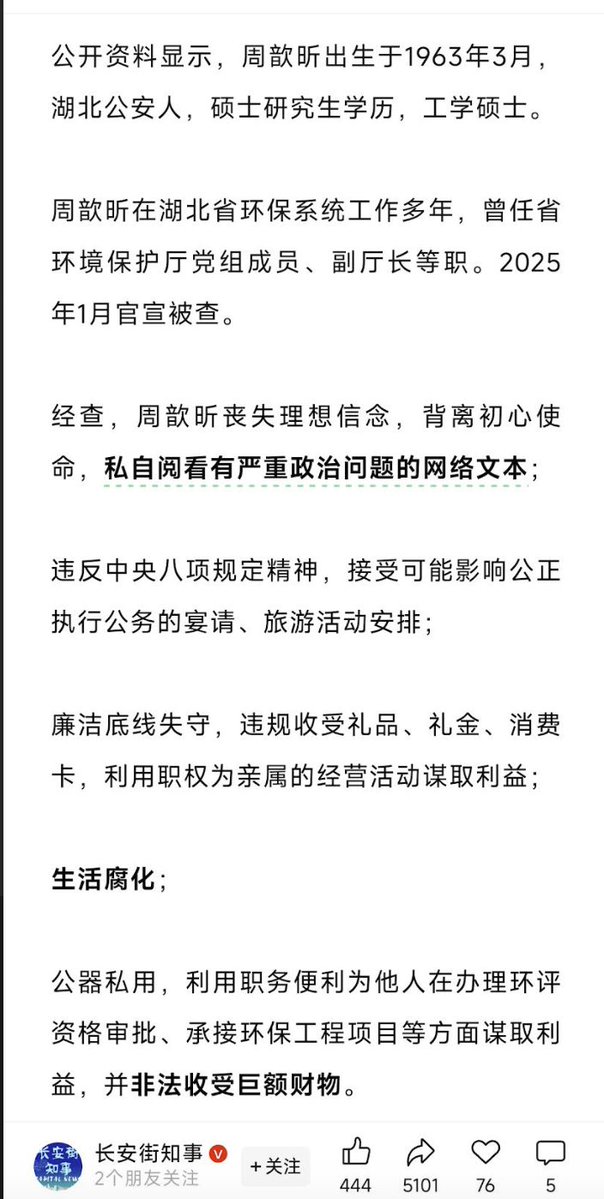 公开资料显示，周歆昕出生于1963年3月，
湖北公安人，硕士研究生学历，工学硕士。
周歆昕在湖北省环保系统工作多年，曾任省
环境保护厅党组成员、副厅长等职。2025
年1月官宣被查。
经查，周歆昕丧失理想信念，背离初心使
命，私自阅看有严重政治问题的网络文本；
违反中央八项规定精神，接受可能影响公正
执行公务的宴请、旅游活动安排；
廉洁底线失守，违规收受礼品、礼金、消费
卡，利用职权为亲属的经营活动谋取利益；
生活腐化；
公器私用，利用职务便利为他人在办理环评
资格审批、承接环保工程项目等方面谋取利
益，并非法收受巨额财物。
长安街
知事
CAPITAL NEWS
长安街知事
2个朋友关注
+关注
444
5101
76
5